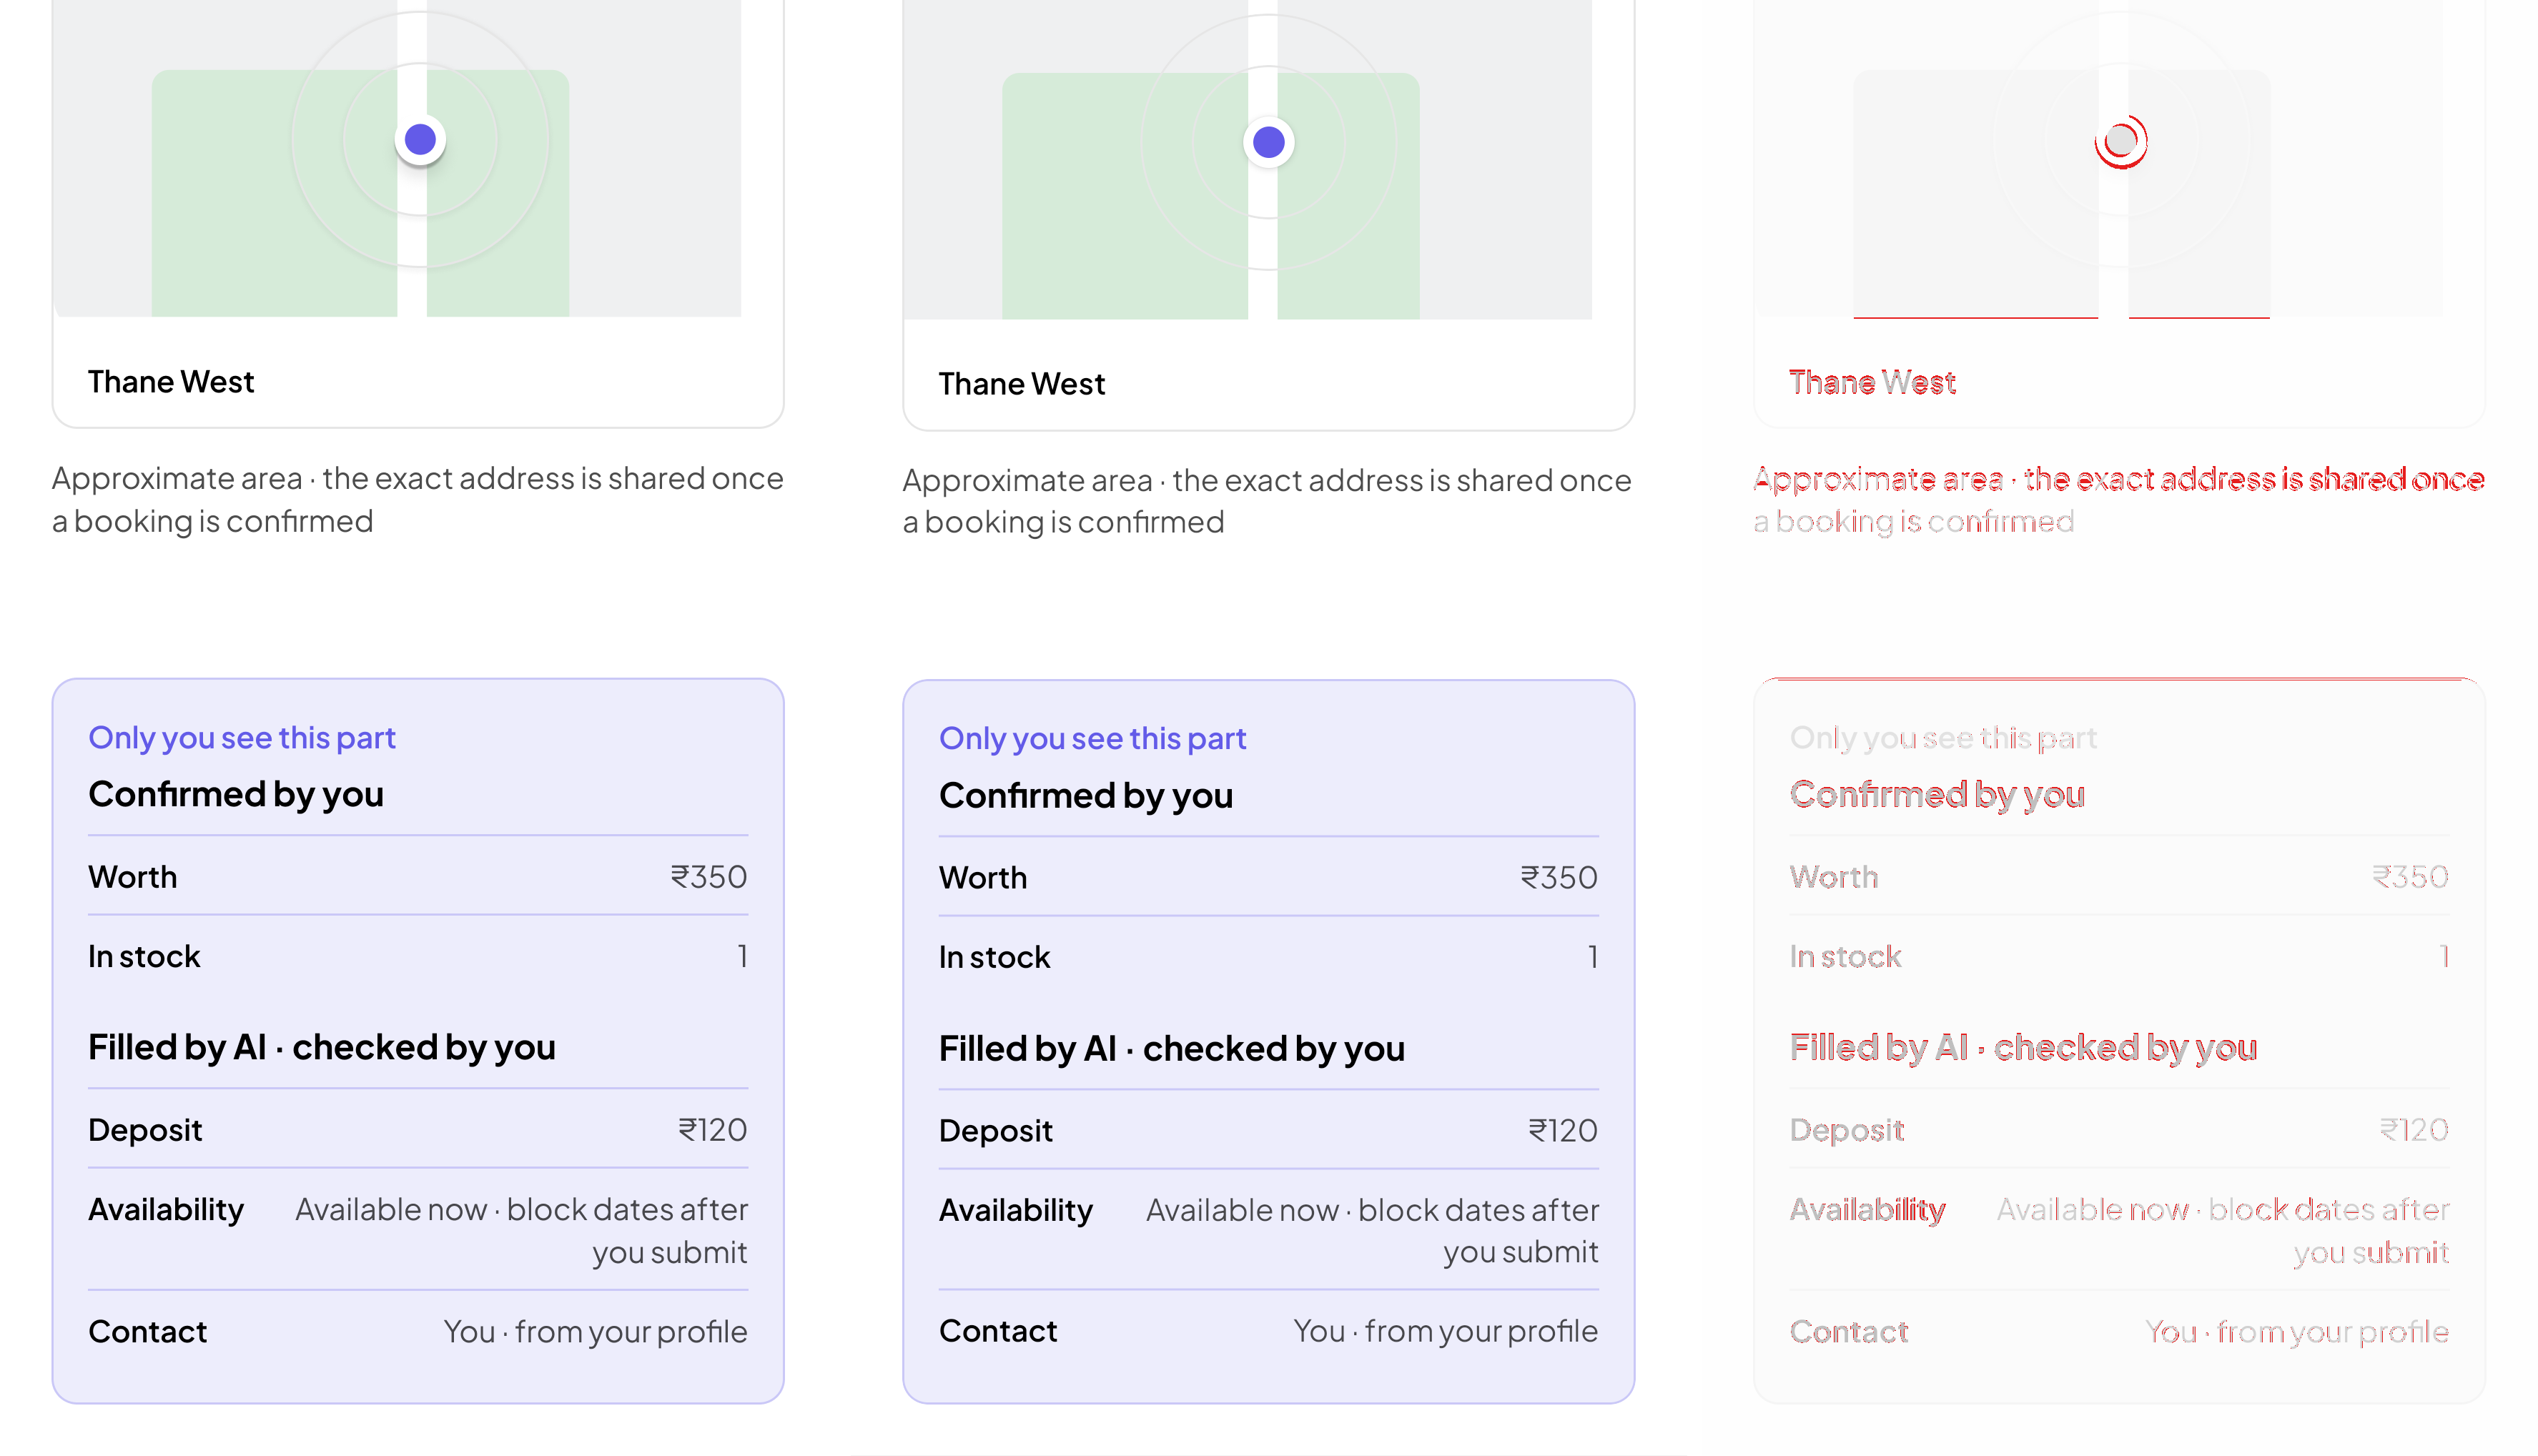 Thane West
Approximate area · the exact address is shared once
a booking is confirmed
Only you see this part
Confirmed by you
Worth ₹350
In stock 1
Filled by AI · checked by you
Deposit ₹120
Availability Available now · block dates after
you submit
Contact You · from your profile
Thane West
Approximate area · the exact address is shared once
a booking is confirmed
Only you see this part
Confirmed by you
Worth ₹350
In stock 1
Filled by AI · checked by you
Deposit ₹120
Availability Available now · block dates after
you submit
Contact You · from your profile
Thane West
Approximate area · the exact address is shared once
a booking is confirmed
Only you see this part
Confirmed by you
Worth ₹350
In stock 1
Filled by AI · checked by you
Deposit ₹120
Availability Available now · block dates after
you submit
Contact You · from your profile